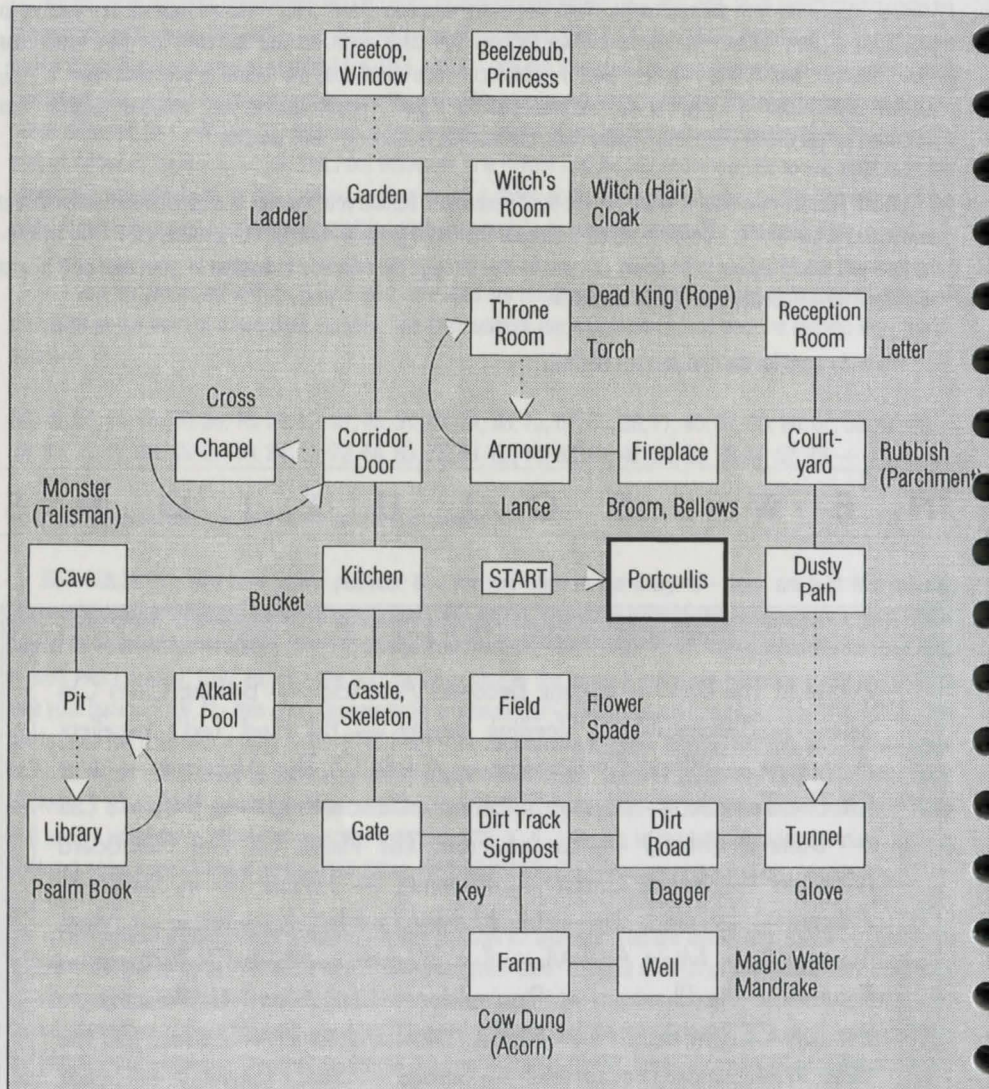 Treetop,
Window
Beelzebub,
Princess
Ladder
Garden
Witch's
Room
Witch (Hair)
Cloak
Throne
Room
Dead King (Rope)
Torch
Reception
Room
Letter
Cross
Chapel
Corridor,
Door
Armoury
Lance
Fireplace
Broom, Bellows
Court-
yard
Rubbish
(Parchment)
Monster
(Talisman)
Cave
Bucket
Kitchen
START
Portcullis
Dusty
Path
Pit
Alkali
Pool
Castle,
Skeleton
Field
Flower
Spade
Library
Psalm Book
Gate
Dirt Track
Signpost
Key
Dirt
Road
Dagger
Tunnel
Glove
Farm
Cow Dung
(Acorn)
Well
Magic Water
Mandrake